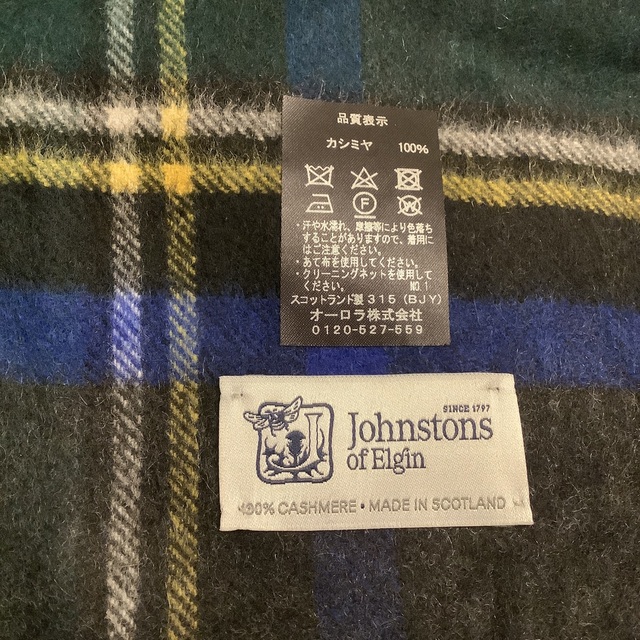 品質表示
カシミヤ 100%
・汗や水濡れ、摩擦等により色落ち
することがありますので、着用に
はご注意ください。
・あて布を使用してください。
・クリーニングネットを使用して
ください。 NO.1
スコットランド製 315 (BJY)
オーロラ株式会社
0120-527-559
SINCE 1797
Johnstons
of Elgin
100% CASHMERE • MADE IN SCOTLAND